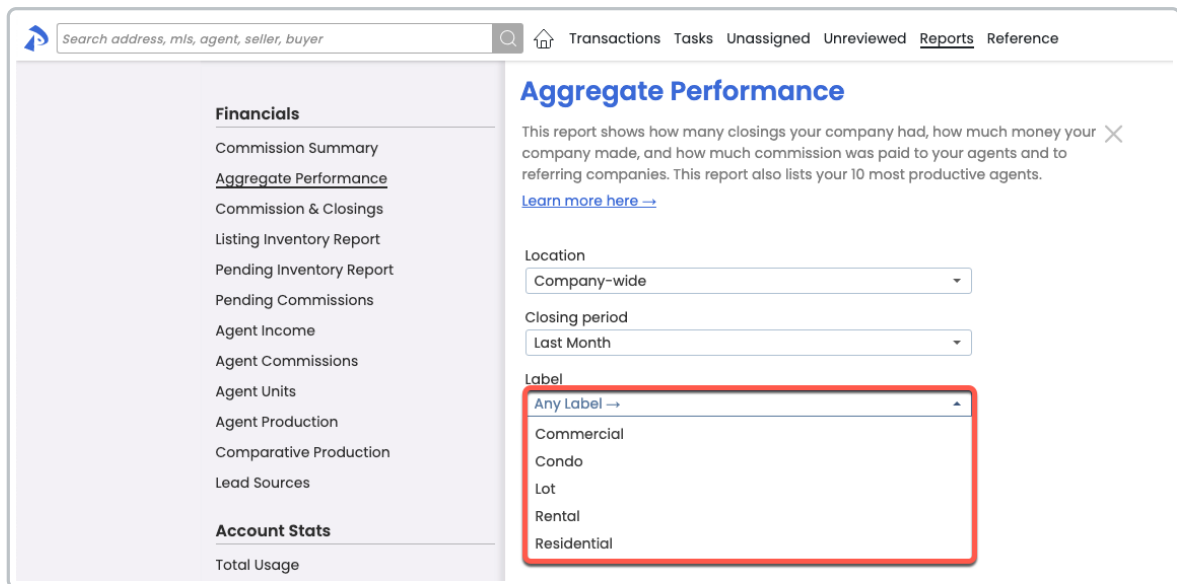 Search address, mls, agent, seller, buyer
Transactions Tasks Unassigned Unreviewed Reports Reference
Financials
Commission Summary
Aggregate Performance
Commission & Closings
Listing Inventory Report
Pending Inventory Report
Pending Commissions
Agent Income
Agent Commissions
Agent Units
Agent Production
Comparative Production
Lead Sources
Account Stats
Total Usage
Aggregate Performance
This report shows how many closings your company had, how much money your
company made, and how much commission was paid to your agents and to
referring companies. This report also lists your 10 most productive agents.
Learn more here →
Location
Company-wide
Closing period
Last Month
Label
Any Label →
Commercial
Condo
Lot
Rental
Residential